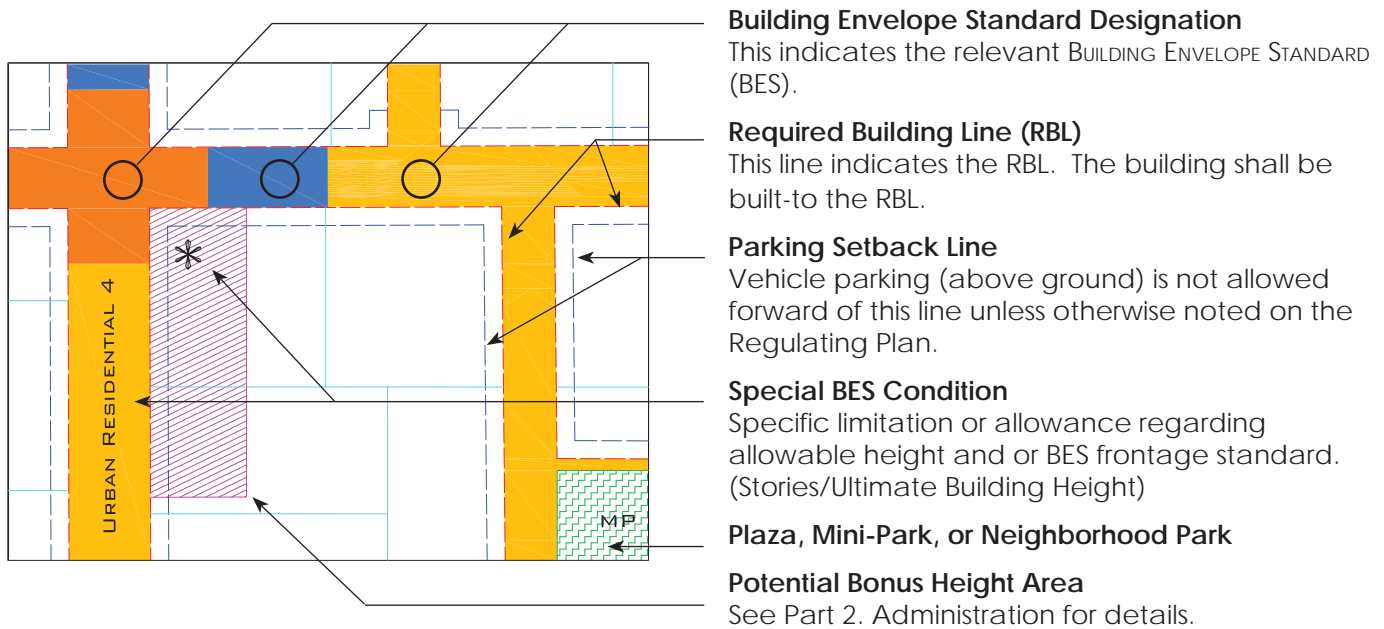 Building Envelope Standard Designation
This indicates the relevant BUILDING ENVELOPE STANDARD
(BES).
Required Building Line (RBL)
This line indicates the RBL.  The building shall be
built-to the RBL.
Parking Setback Line
Vehicle parking (above ground) is not allowed
forward of this line unless otherwise noted on the
Regulating Plan.
Special BES Condition
Specific limitation or allowance regarding
allowable height and or BES frontage standard.
(Stories/Ultimate Building Height)
Plaza, Mini-Park, or Neighborhood Park
Potential Bonus Height Area
See Part 2. Administration for details.
URBAN RESIDENTIAL 4
*
MP